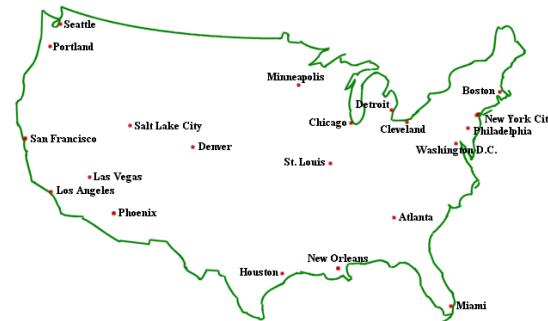 Seattle
Portland
Minneapolis
Boston
Detroit
New York Cit
Chicago
Cleveland
Philadelphia
Salt Lake City
San Francisco
Denver
Washington D.C.
St. Louis
Las Vegas
Los Angeles
Phoenix
Atlanta
New Orleans
Houston
Miami